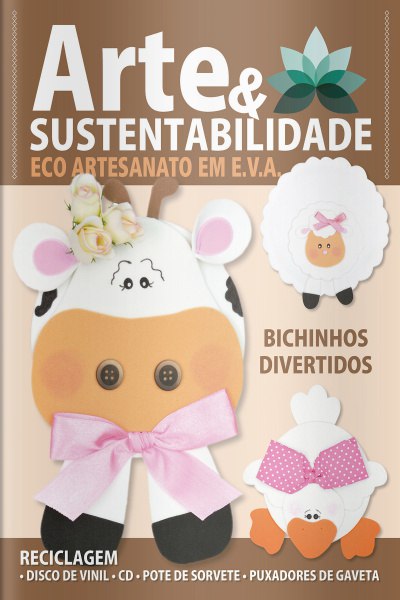 Arte &
SUSTENTABILIDADE
ECO ARTESANATO EM E.V.A.
BICHINHOS
DIVERTIDOS
RECICLAGEM
• DISCO DE VINIL • CD • POTE DE SORVETE • PUXADORES DE GAVETA